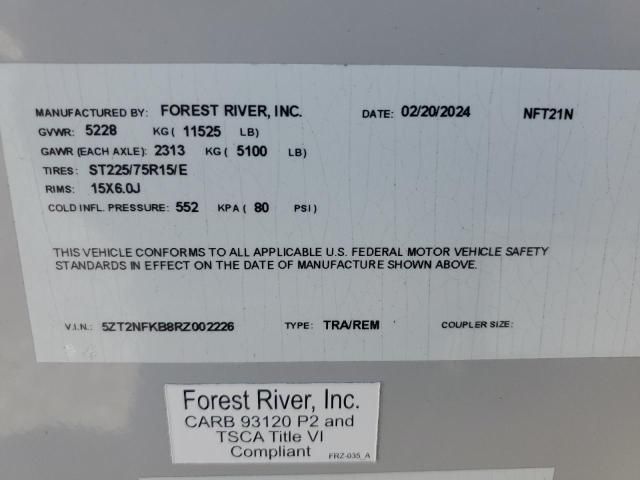 MANUFACTURED BY: FOREST RIVER, INC. DATE: 02/20/2024 NFT21N
GVWR: 5228 KG ( 11525 LB)
GAWR (EACH AXLE): 2313 KG ( 5100 LB)
TIRES: ST225/75R15/E
RIMS: 15X6.0J
COLD INFL. PRESSURE: 552 KPA ( 80 PSI)
THIS VEHICLE CONFORMS TO ALL APPLICABLE U.S. FEDERAL MOTOR VEHICLE SAFETY
STANDARDS IN EFFECT ON THE DATE OF MANUFACTURE SHOWN ABOVE.
V.I.N.: 5ZT2NFKB8RZ002226 TYPE: TRA/REM COUPLER SIZE:
Forest River, Inc.
CARB 93120 P2 and
TSCA Title VI
Compliant
FRZ-035_A